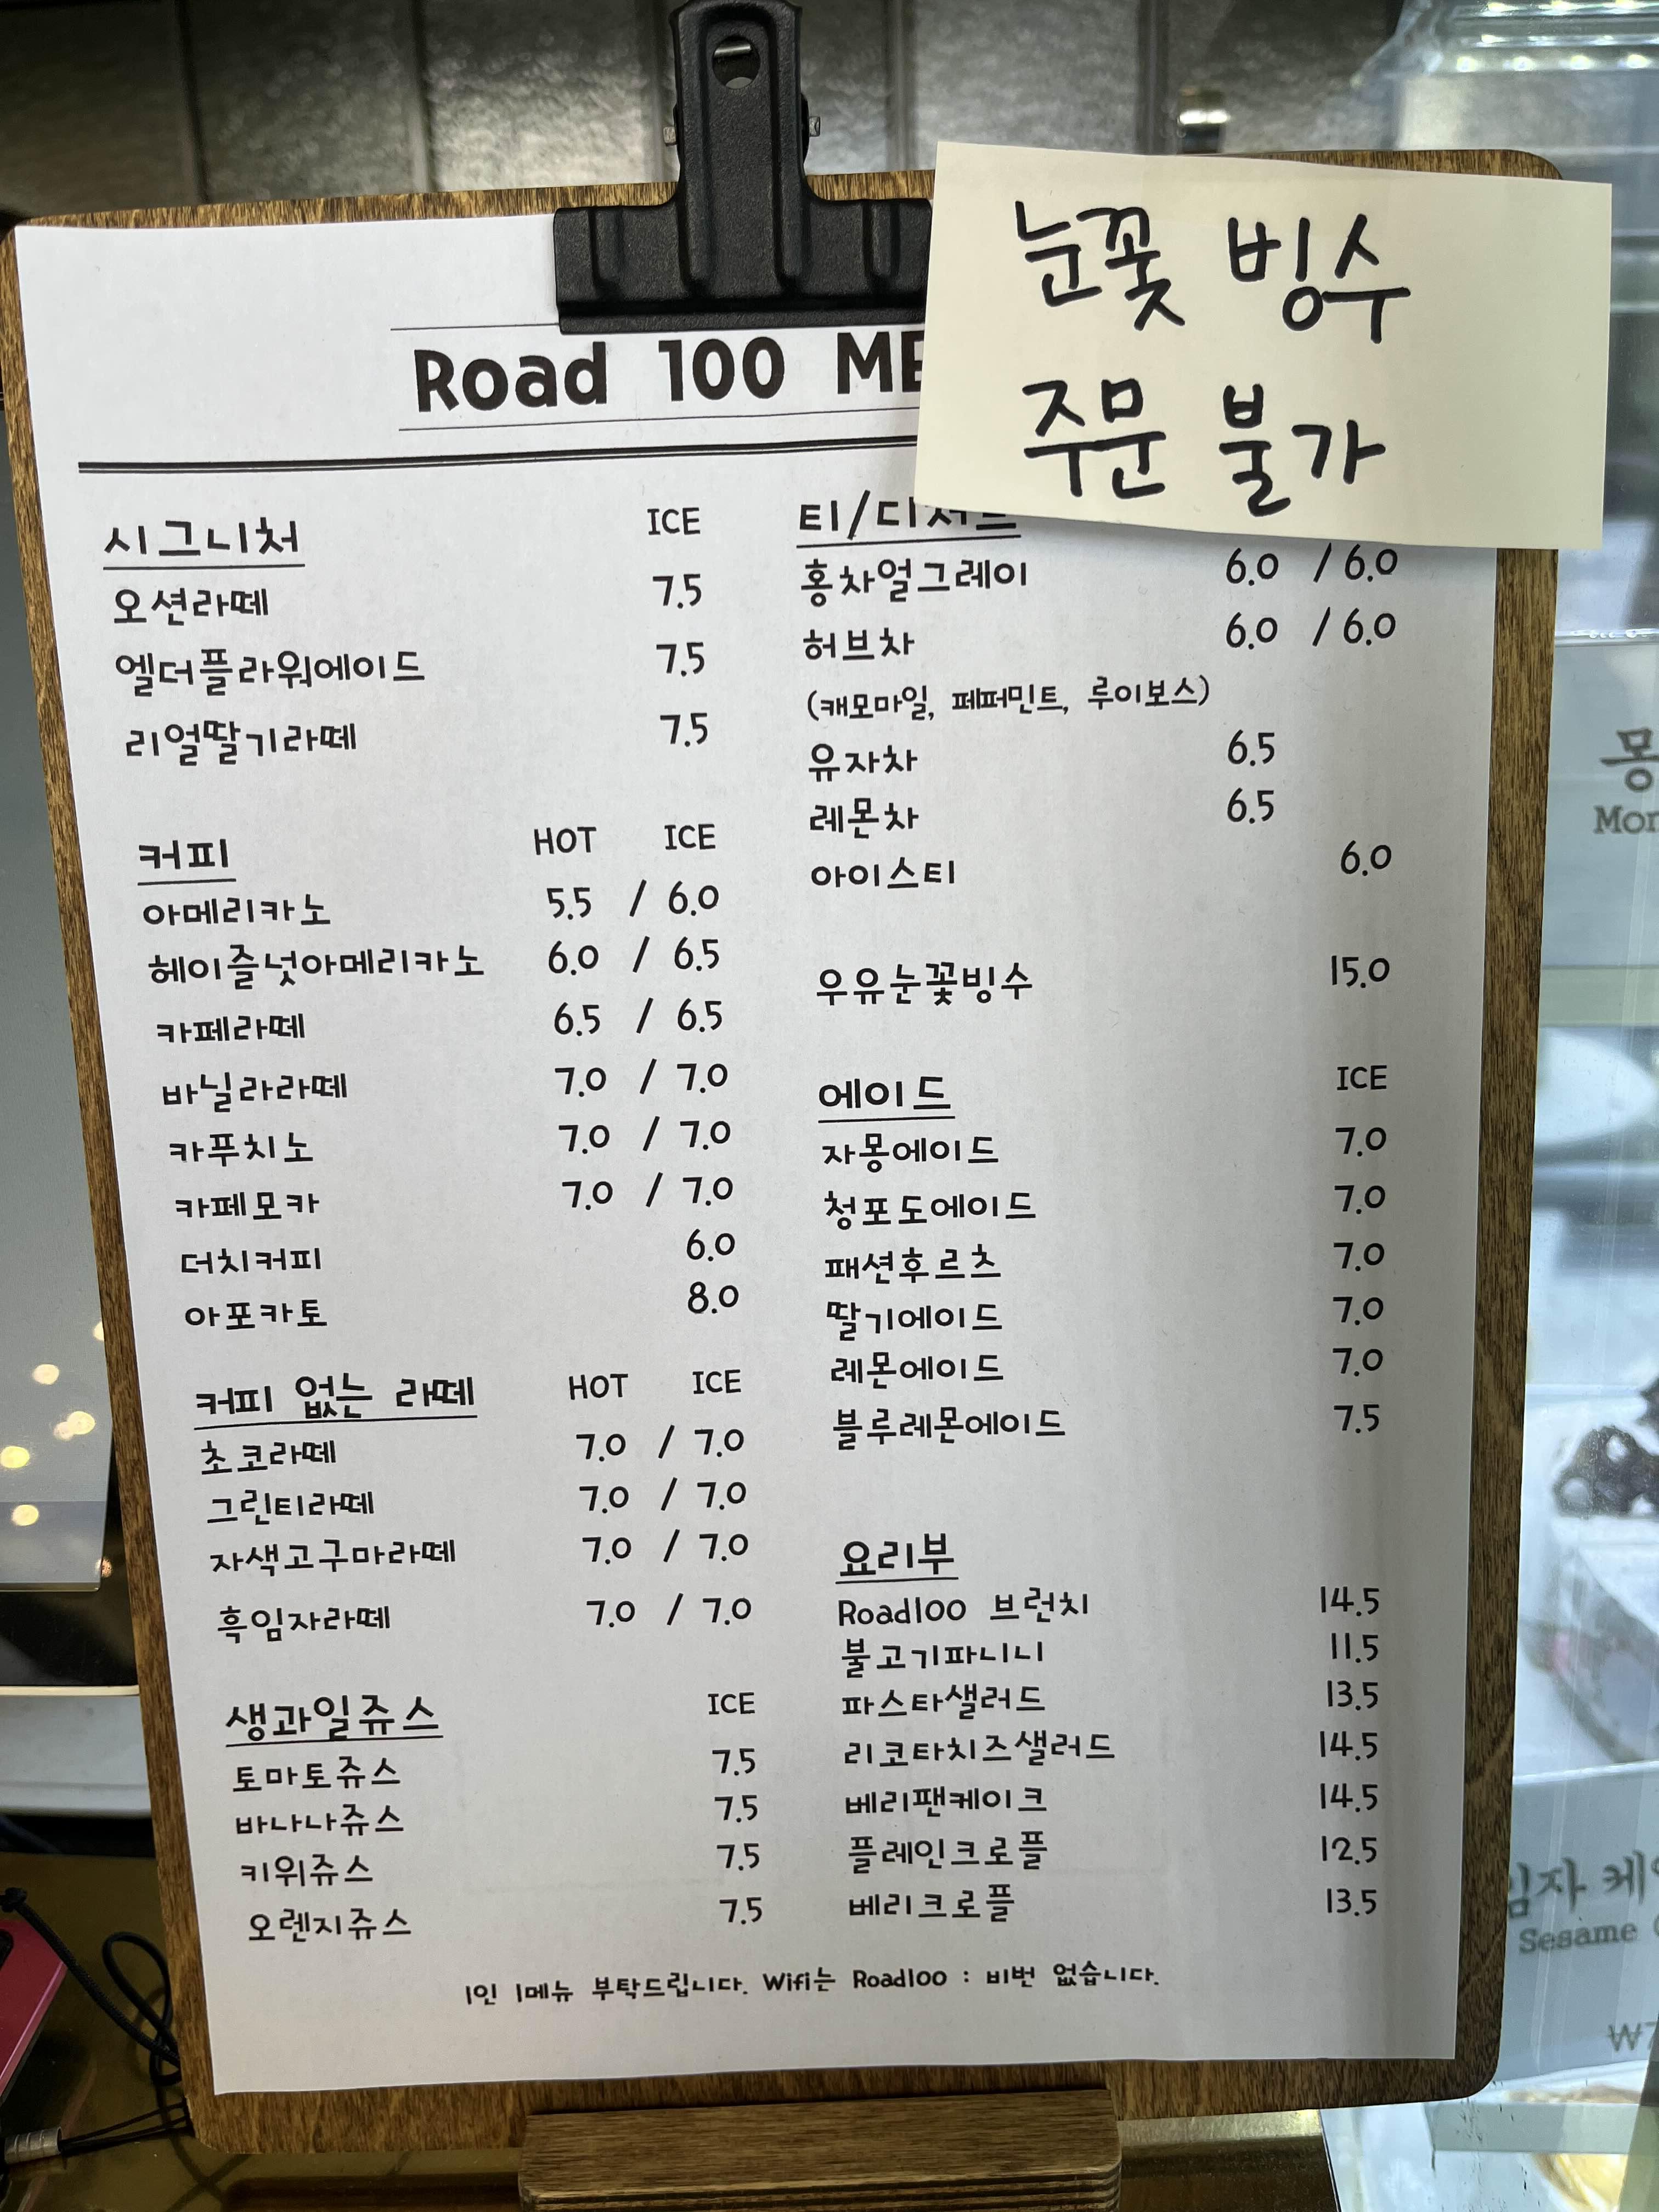 눈꽃 빙수
주문 불가
Road 100
시그니처 ICE
오션라떼 7.5
엘더플라워에이드 7.5
리얼딸기라떼 7.5
커피 HOT ICE
아메리카노 5.5 / 6.0
헤이즐넛아메리카노 6.0 / 6.5
카페라떼 6.5 / 6.5
바닐라라떼 7.0 / 7.0
카푸치노 7.0 / 7.0
카페모카 7.0 / 7.0
더치커피 6.0
아포카토 8.0
커피 없는 라떼 HOT ICE
초코라떼 7.0 / 7.0
그린티라떼 7.0 / 7.0
자색고구마라떼 7.0 / 7.0
흑임자라떼 7.0 / 7.0
생과일쥬스 ICE
토마토쥬스 7.5
바나나쥬스 7.5
키위쥬스 7.5
오렌지쥬스 7.5
티/디저트
홍차얼그레이 6.0 / 6.0
허브차 6.0 / 6.0
(캐모마일, 페퍼민트, 루이보스)
유자차 6.5
레몬차 6.5
아이스티 6.0
우유눈꽃빙수 15.0
에이드 ICE
자몽에이드 7.0
청포도에이드 7.0
패션후르츠 7.0
딸기에이드 7.0
레몬에이드 7.0
블루레몬에이드 7.5
요리부
Road100 브런치 14.5
불고기파니니 11.5
파스타샐러드 13.5
리코타치즈샐러드 14.5
베리팬케이크 14.5
플레인크로플 12.5
베리크로플 13.5
1인 1메뉴 부탁드립니다. Wifi는 Road100 : 비번 없습니다.
Sesame